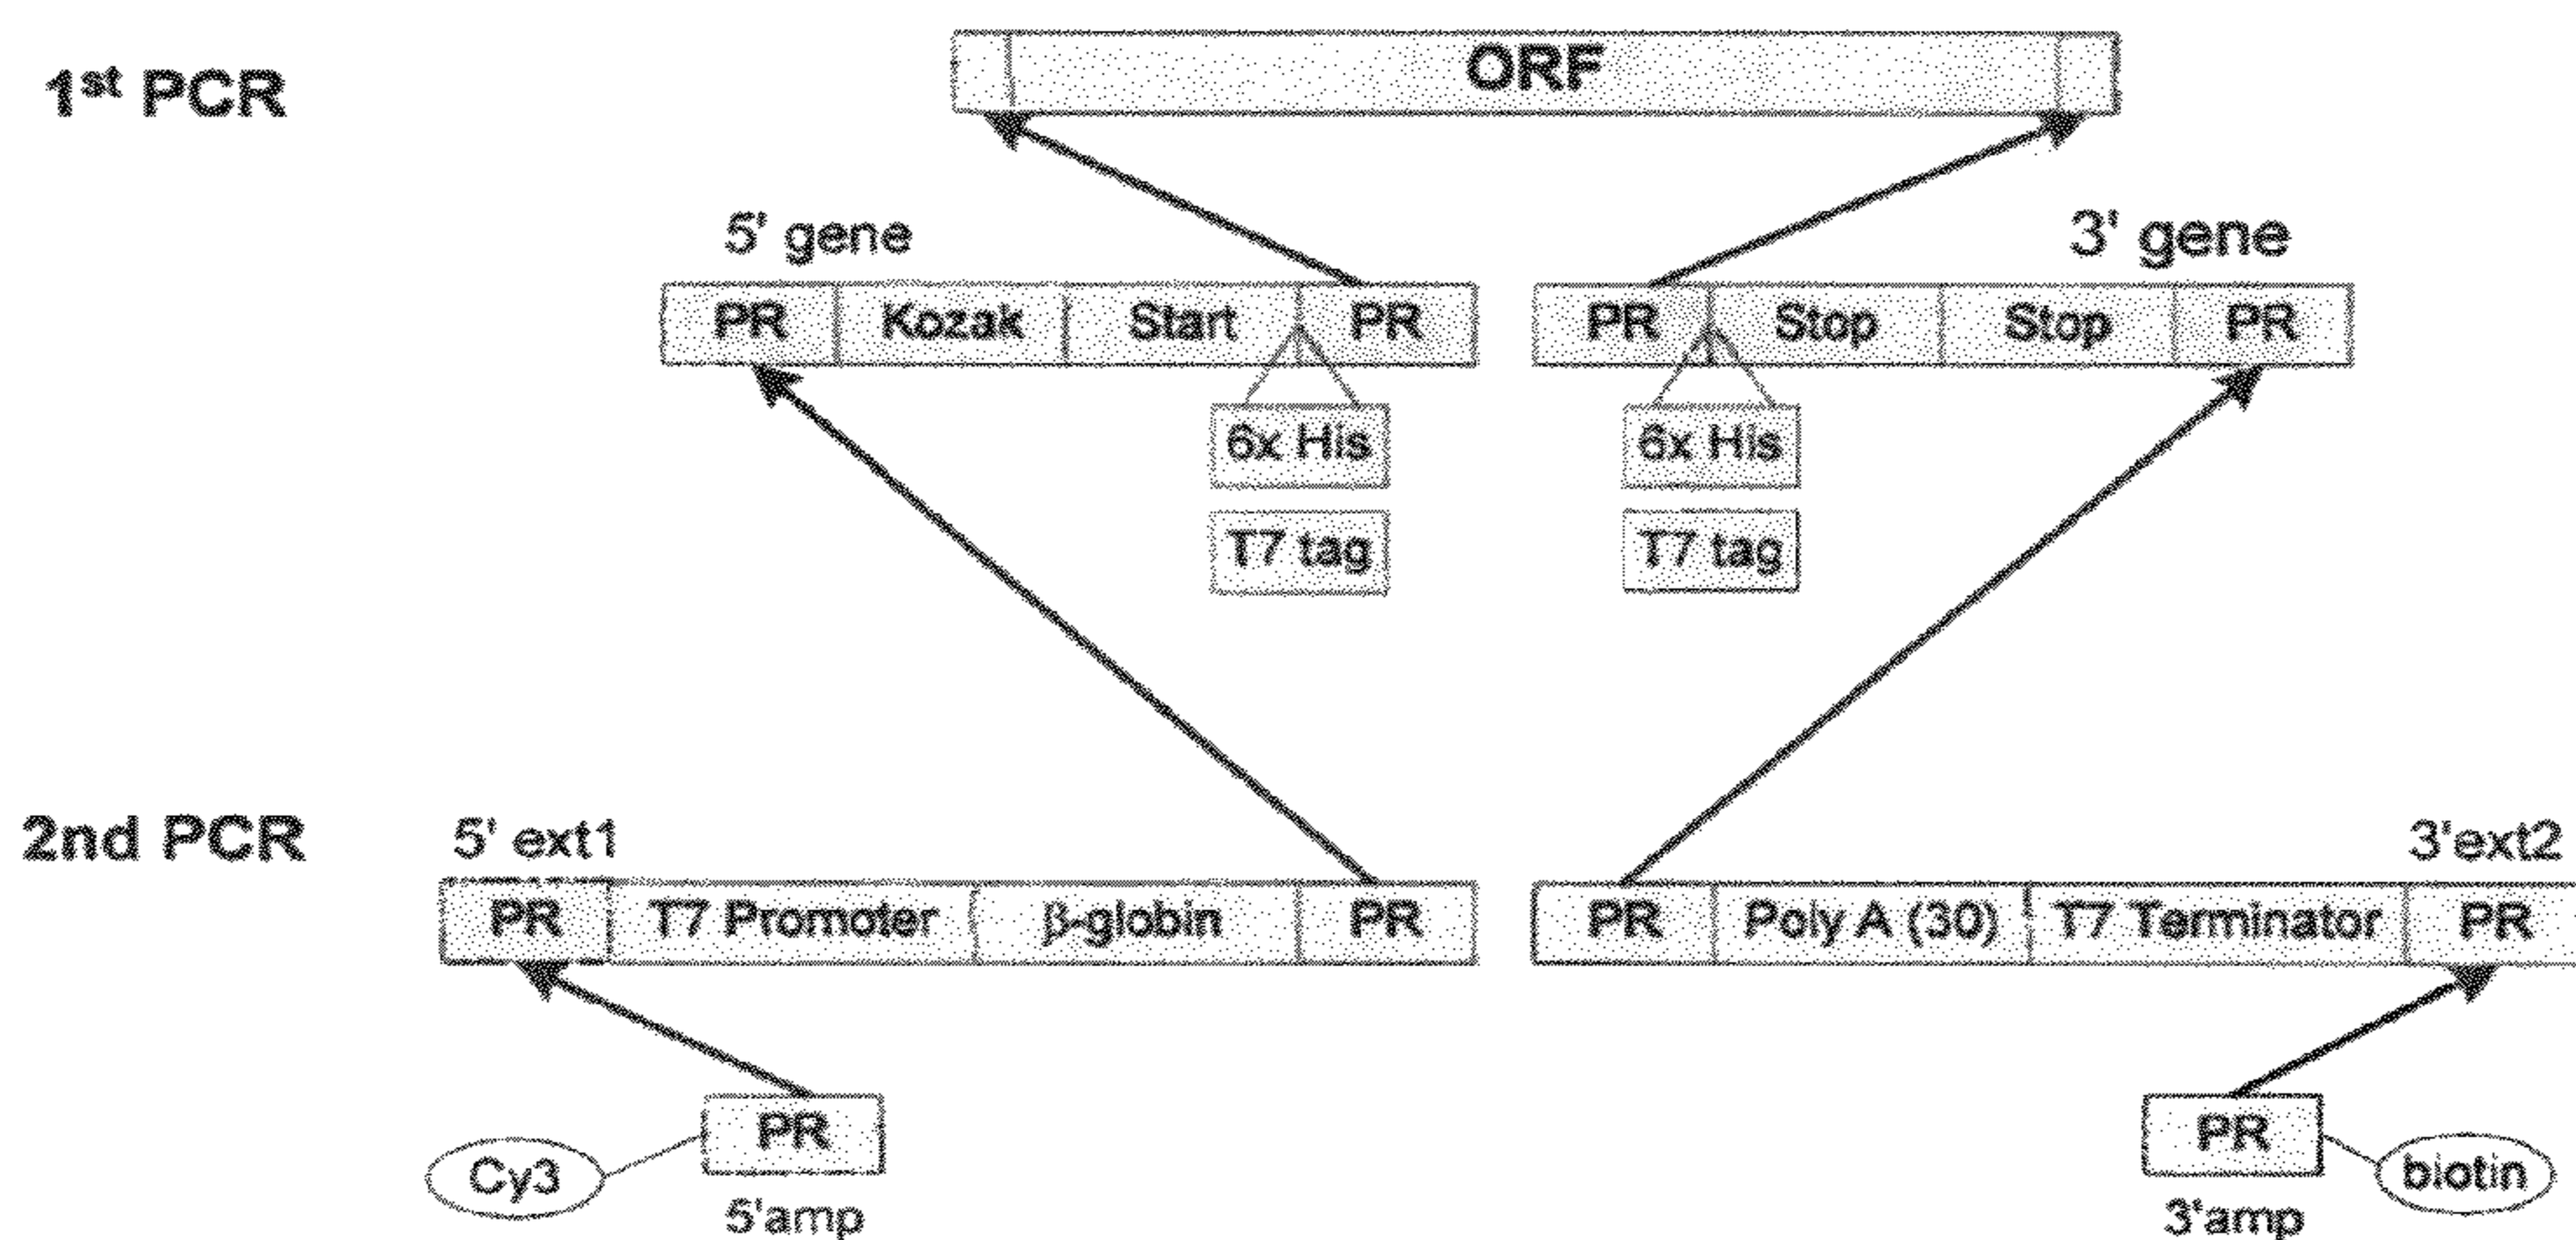 1st PCR
ORF
5' gene
3' gene
PR Kozak Start PR
PR Stop Stop PR
6x His
6x His
T7 tag
T7 tag
2nd PCR
5' ext1
3'ext2
PR T7 Promoter β-globin PR
PR Poly A (30) T7 Terminator PR
PR
PR
Cy3
biotin
5'amp
3'amp